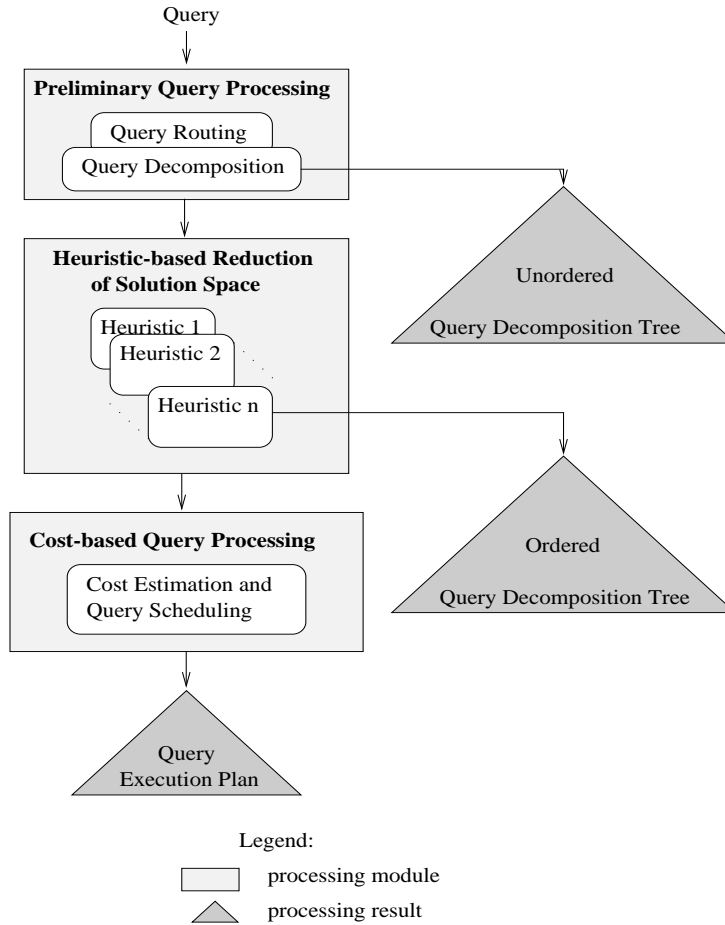 Query
Preliminary Query Processing
Query Routing
Query Decomposition
Unordered
Query Decomposition Tree
Heuristic-based Reduction
of Solution Space
Heuristic 1
Heuristic 2
Heuristic n
Ordered
Query Decomposition Tree
Cost-based Query Processing
Cost Estimation and
Query Scheduling
Query
Execution Plan
Legend:
processing module
processing result